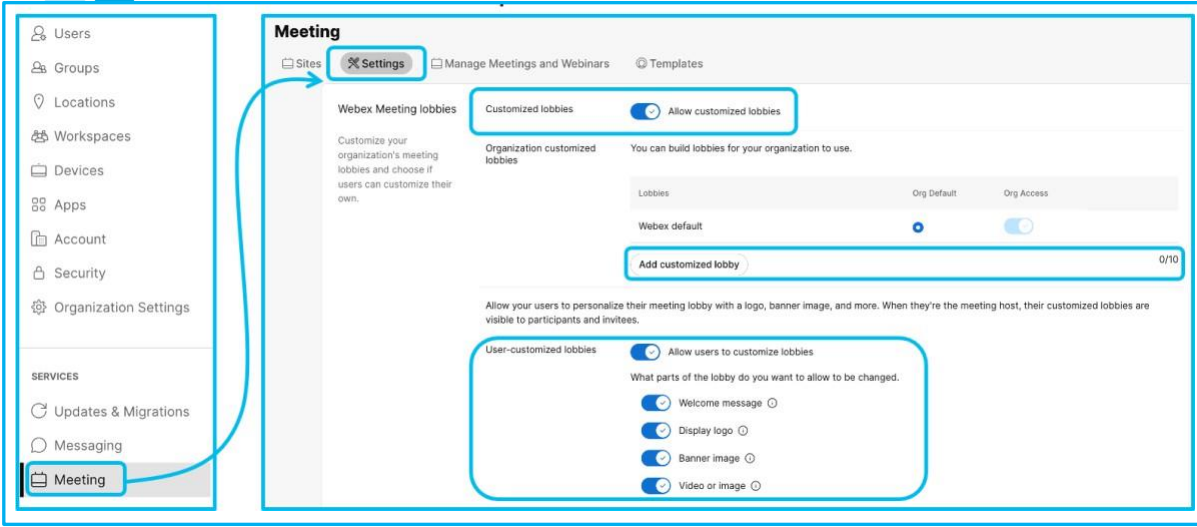 Users
Groups
Locations
Workspaces
Devices
Apps
Account
Security
Organization Settings
SERVICES
Updates & Migrations
Messaging
Meeting
Meeting
Sites
Settings
Manage Meetings and Webinars
Templates
Webex Meeting lobbies
Customize your
organization's meeting
lobbies and choose if
users can customize their
own.
Customized lobbies
Allow customized lobbies
Organization customized
lobbies
You can build lobbies for your organization to use.
Lobbies
Org Default
Org Access
Webex default
Add customized lobby
0/10
Allow your users to personalize their meeting lobby with a logo, banner image, and more. When they're the meeting host, their customized lobbies are
visible to participants and invitees.
User-customized lobbies
Allow users to customize lobbies
What parts of the lobby do you want to allow to be changed.
Welcome message
Display logo
Banner image
Video or image